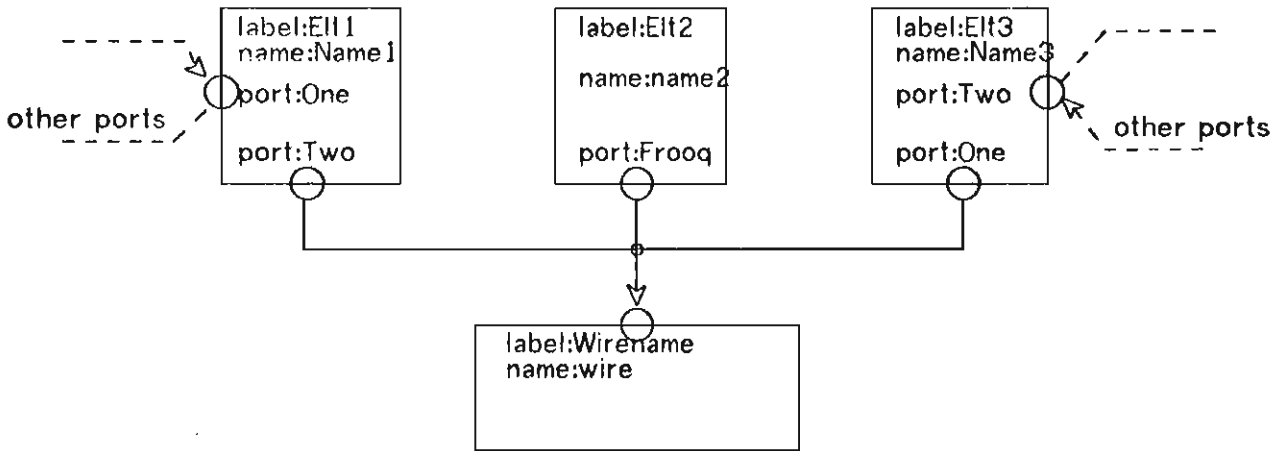 label:Elt1
name:Name1
port:One
port:Two
other ports
label:Elt2
name:name2
port:Frooq
label:Elt3
name:Name3
port:Two
port:One
other ports
label:Wirename
name:wire